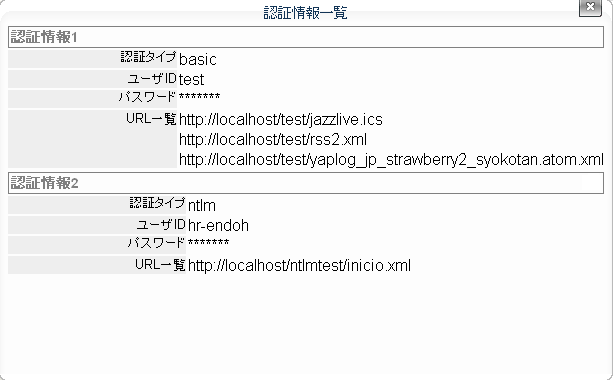 認証情報一覧
認証情報1
認証タイプ basic
ユーザID test
パスワード *******
URL一覧 http://localhost/test/jazzlive.ics
http://localhost/test/rss2.xml
http://localhost/test/yaplog_jp_strawberry2_syokotan.atom.xml
認証情報2
認証タイプ ntlm
ユーザID hr-endoh
パスワード *******
URL一覧 http://localhost/ntlmtest/inicio.xml